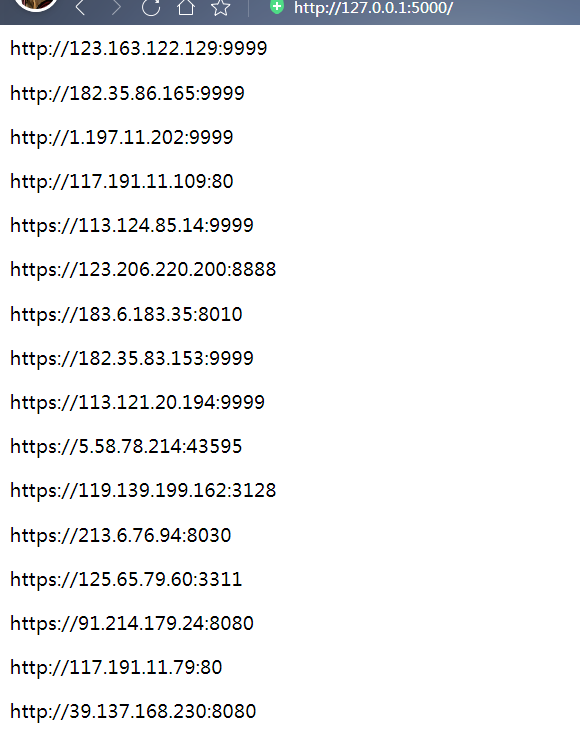 http://127.0.0.1:5000/
http://123.163.122.129:9999
http://182.35.86.165:9999
http://1.197.11.202:9999
http://117.191.11.109:80
https://113.124.85.14:9999
https://123.206.220.200:8888
https://183.6.183.35:8010
https://182.35.83.153:9999
https://113.121.20.194:9999
https://5.58.78.214:43595
https://119.139.199.162:3128
https://213.6.76.94:8030
https://125.65.79.60:3311
https://91.214.179.24:8080
http://117.191.11.79:80
http://39.137.168.230:8080